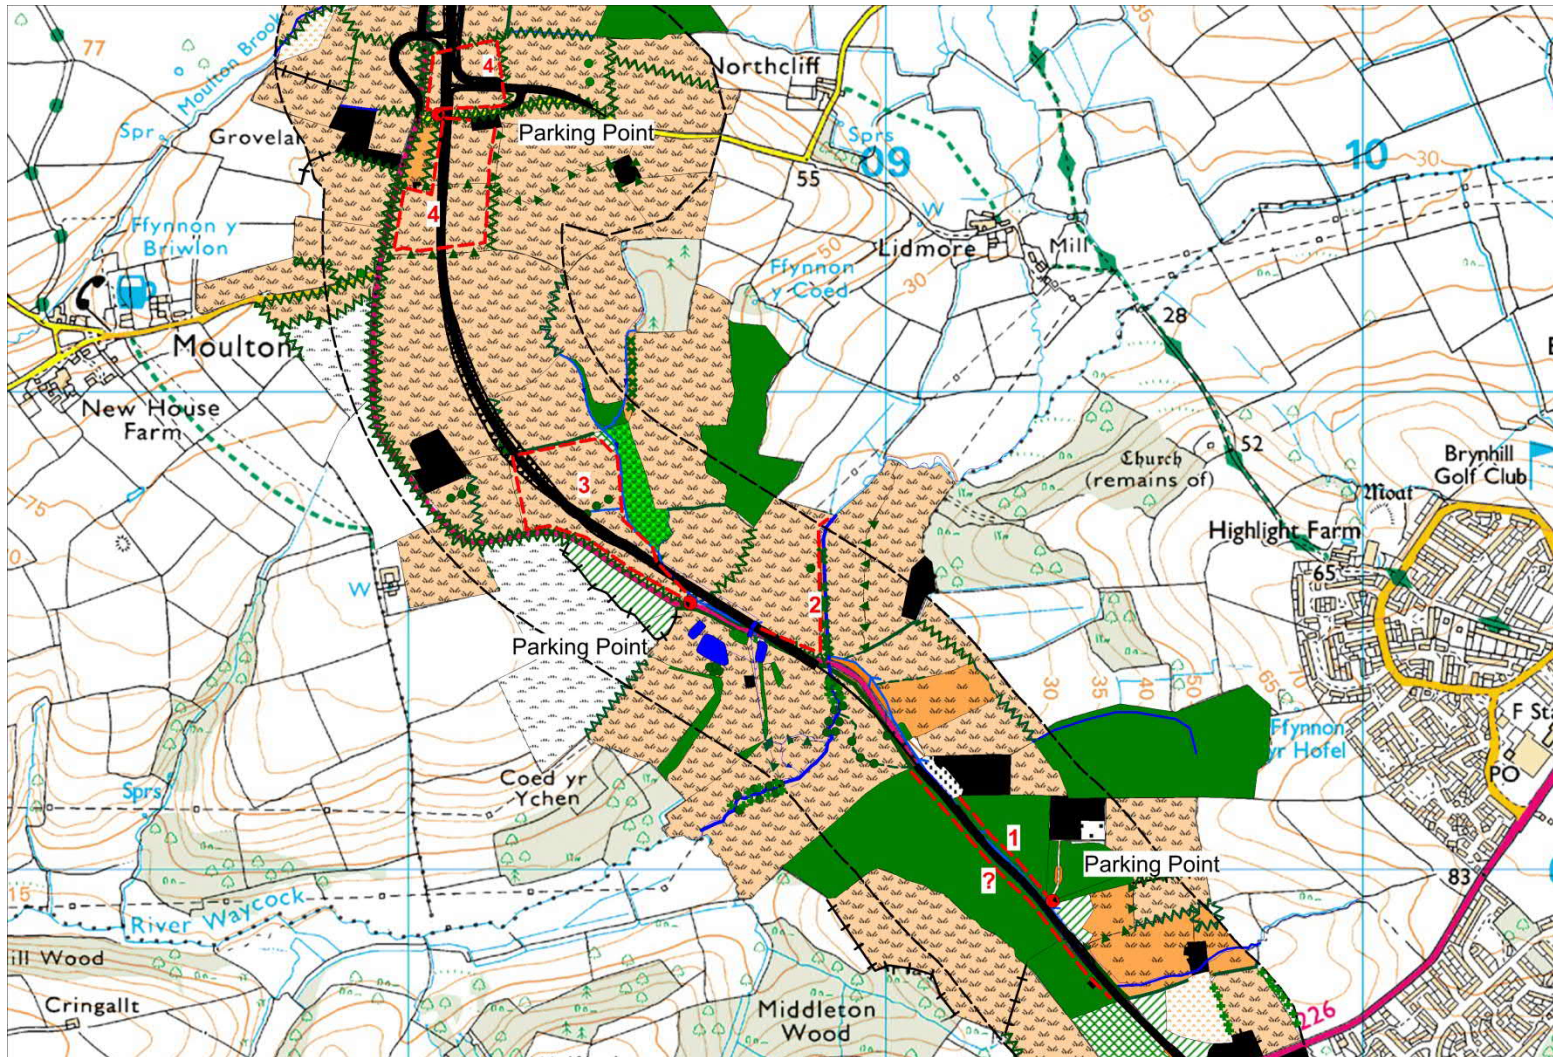 77
Moulton Brook
4
Northcliff
Parking Point
Spr
Grovelan
Sprs
09
10
30
55
Ffynnon y
Briwlon
4
W
Lidmore
Mill
50
30
Ffynnon
y Coed
28
Moulton
New House
Farm
52
Church
(remains of)
Brynhill
Golf Club
Moat
3
75
Highlight Farm
65
W
2
Parking Point
30
35
40
50
65
70
Ffynnon
yr Hofel
F Sta
PO
Coed yr
Ychen
Sprs
1
Parking Point
?
83
15
River Waycock
ill Wood
Cringallt
Middleton
Wood
226